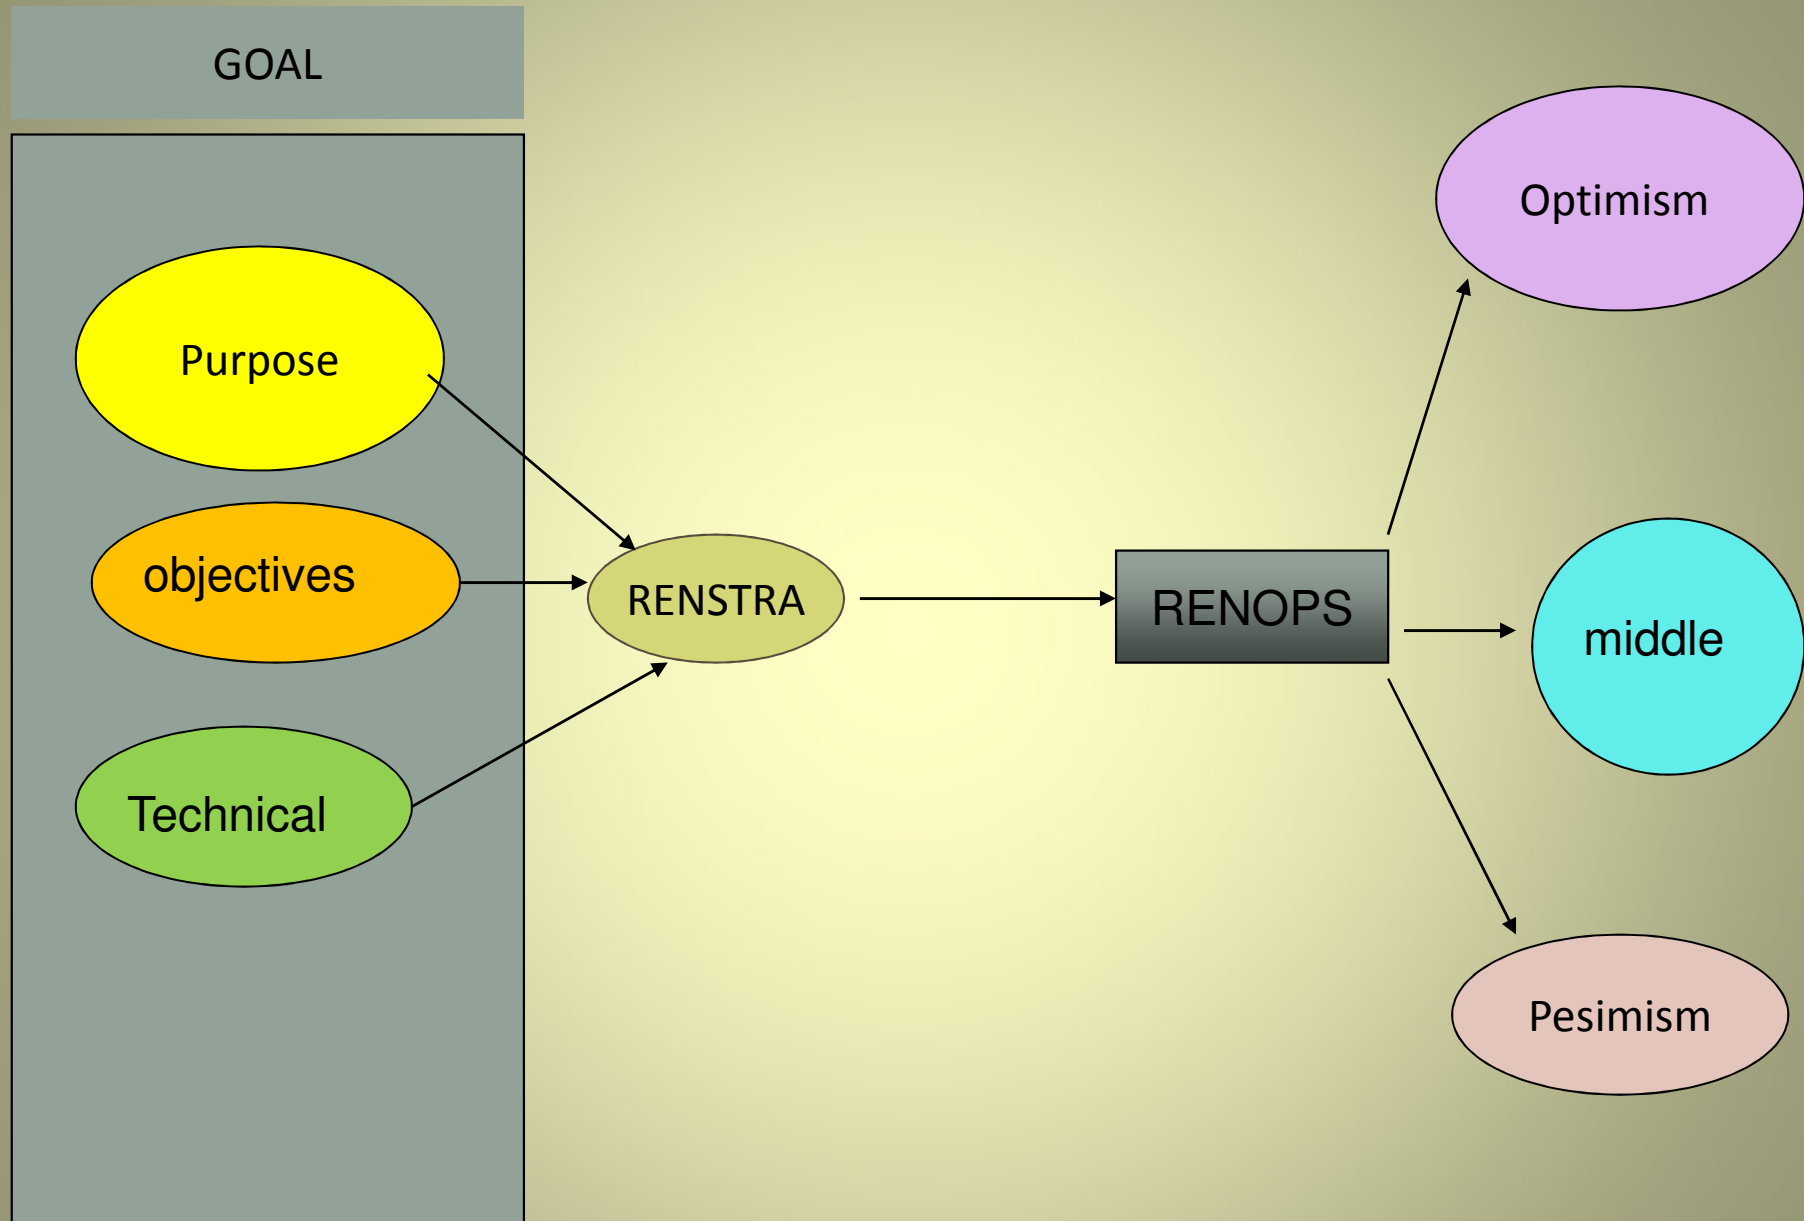 GOAL
Purpose
objectives
Technical
RENSTRA
RENOPS
Optimism
middle
Pesimism